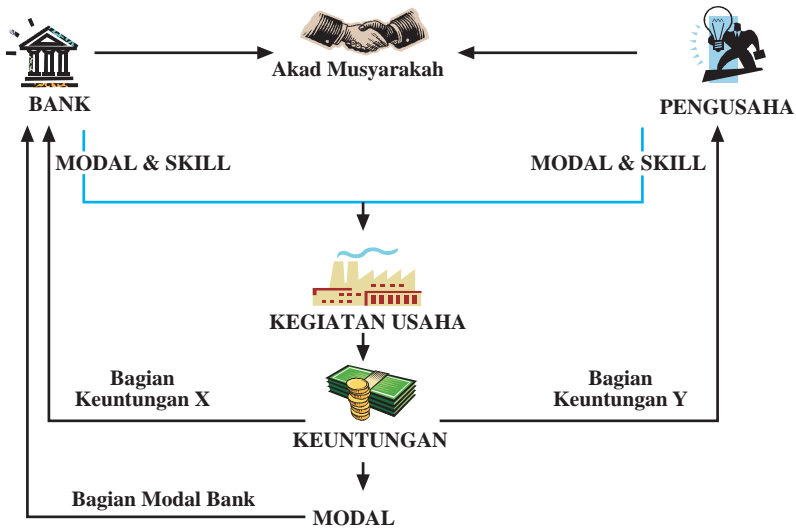 Akad Musyarakah
BANK
PENGUSAHA
MODAL & SKILL
MODAL & SKILL
KEGIATAN USAHA
Bagian
Keuntungan X
Bagian
Keuntungan Y
KEUNTUNGAN
Bagian Modal Bank
MODAL